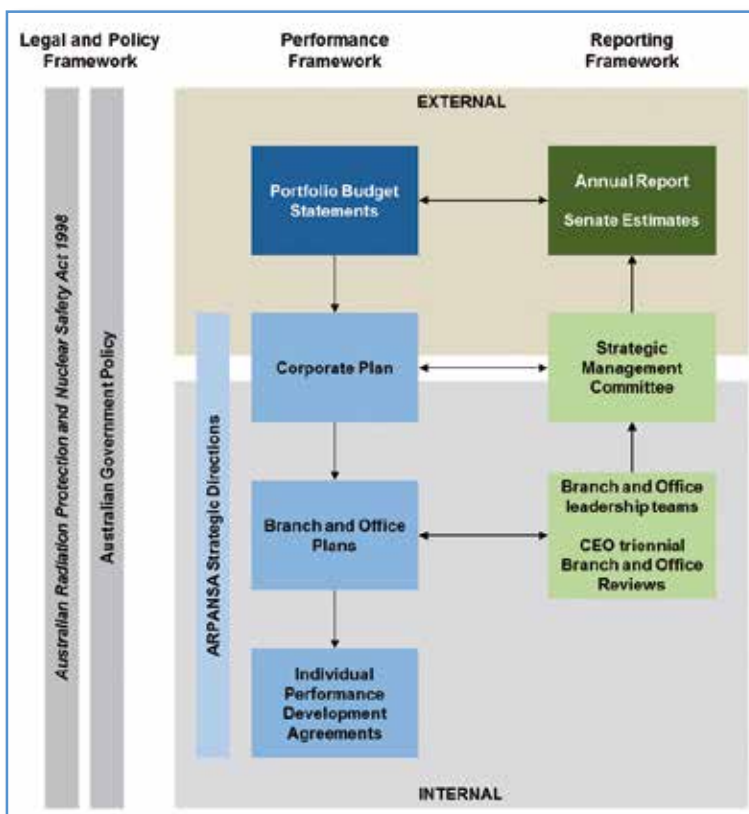 Legal and Policy
Framework
Performance
Framework
Reporting
Framework
EXTERNAL
Australian Radiation Protection and Nuclear Safety Act 1998
Australian Government Policy
ARPANSA Strategic Directions
Portfolio Budget
Statements
Annual Report
Senate Estimates
Corporate Plan
Strategic
Management
Committee
Branch and Office
Plans
Branch and Office
leadership teams
CEO triennial
Branch and Office
Reviews
Individual
Performance
Development
Agreements
INTERNAL